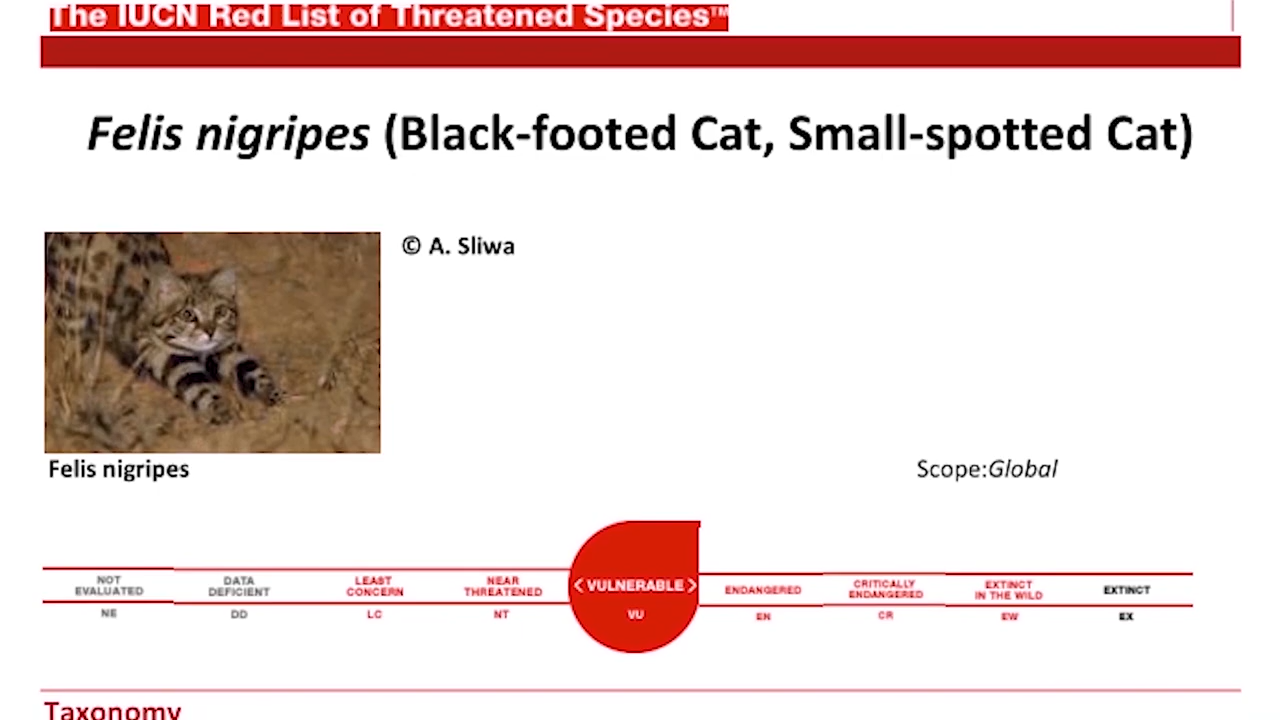 The IUCN Red List of Threatened Species™
Felis nigripes (Black-footed Cat, Small-spotted Cat)
© A. Sliwa
Felis nigripes
Scope:Global
NOT EVALUATED
NE
DATA DEFICIENT
DD
LEAST CONCERN
LC
NEAR THREATENED
NT
< VULNERABLE >
VU
ENDANGERED
EN
CRITICALLY ENDANGERED
CR
EXTINCT IN THE WILD
EW
EXTINCT
EX
Taxonomy